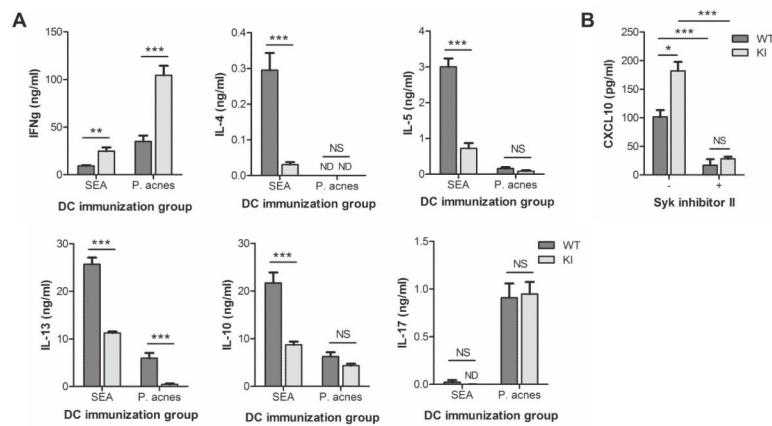 A
IFNg (ng/ml)
150
100
50
0
**
***
SEA
P. acnes
DC immunization group
IL-4 (ng/ml)
0.4
0.3
0.2
0.1
0.0
***
NS
ND ND
SEA
P. acnes
DC immunization group
IL-5 (ng/ml)
4
3
2
1
0
***
NS
SEA
P. acnes
DC immunization group
B
CXCL10 (pg/ml)
250
200
150
100
50
0
***
***
*
NS
- +
Syk inhibitor II
WT
KI
IL-13 (ng/ml)
30
20
10
0
***
***
SEA
P. acnes
DC immunization group
IL-10 (ng/ml)
30
20
10
0
***
NS
SEA
P. acnes
DC immunization group
IL-17 (ng/ml)
1.5
1.0
0.5
0.0
NS
ND
NS
SEA
P. acnes
DC immunization group
WT
KI